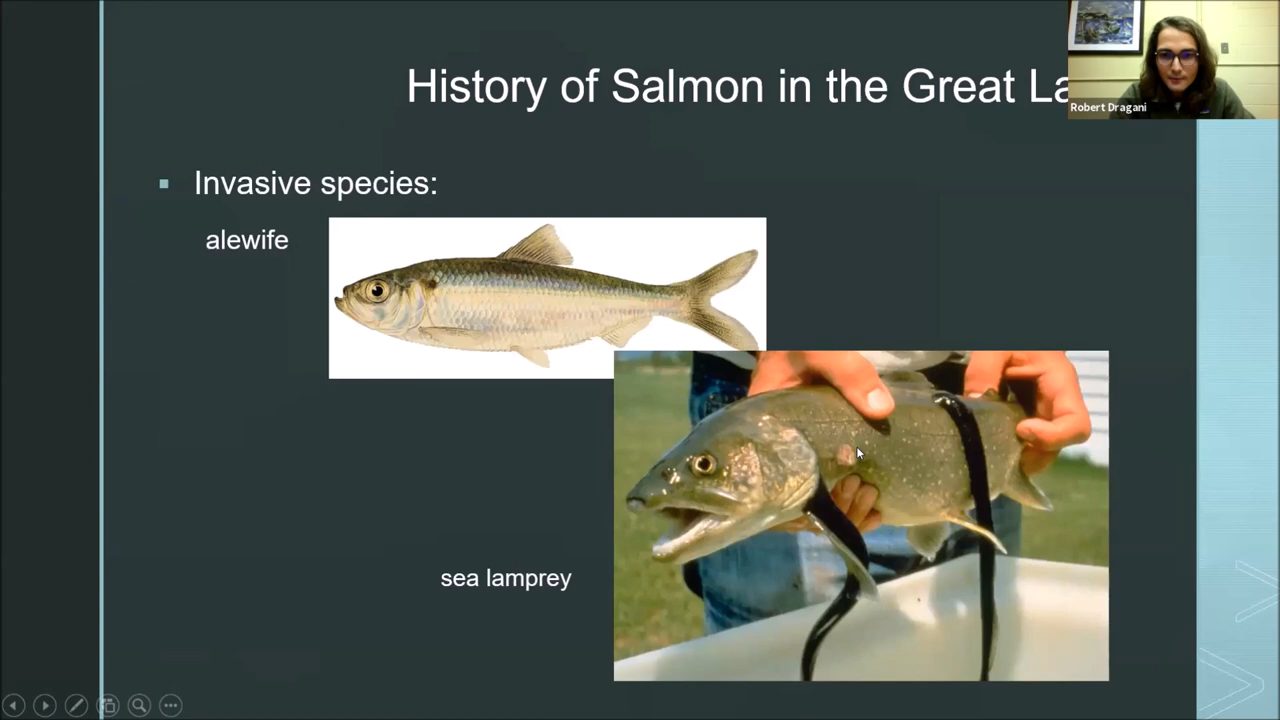 History of Salmon in the Great La
Robert Dragani
Invasive species:
alewife
sea lamprey